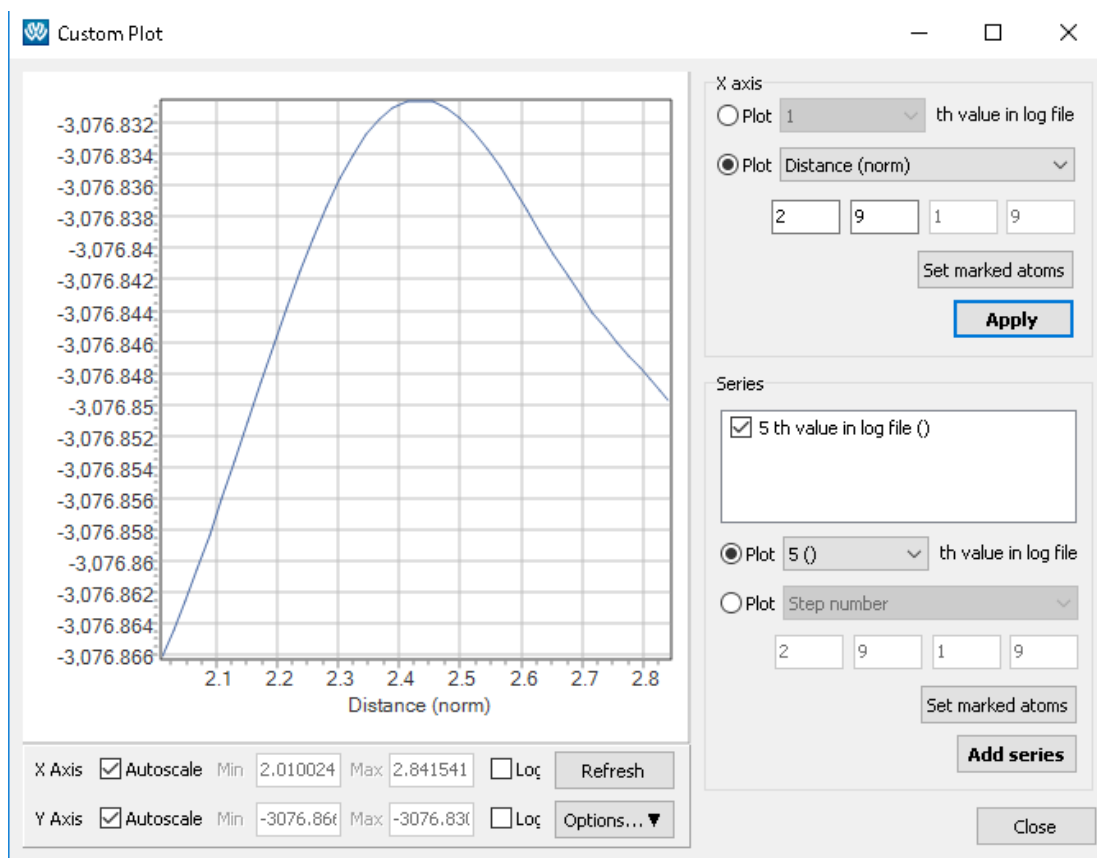 Custom Plot
-3,076.832
-3,076.834
-3,076.836
-3,076.838
-3,076.84
-3,076.842
-3,076.844
-3,076.846
-3,076.848
-3,076.85
-3,076.852
-3,076.854
-3,076.856
-3,076.858
-3,076.86
-3,076.862
-3,076.864
-3,076.866
2.1 2.2 2.3 2.4 2.5 2.6 2.7 2.8
Distance (norm)
X Axis Autoscale Min 2.010024 Max 2.841541 Log Refresh
Y Axis Autoscale Min -3076.866 Max -3076.830 Log Options... ▼
X axis
Plot 1 th value in log file
Plot Distance (norm)
2 9 1 9
Set marked atoms
Apply
Series
5 th value in log file ()
Plot 5 () th value in log file
Plot Step number
2 9 1 9
Set marked atoms
Add series
Close